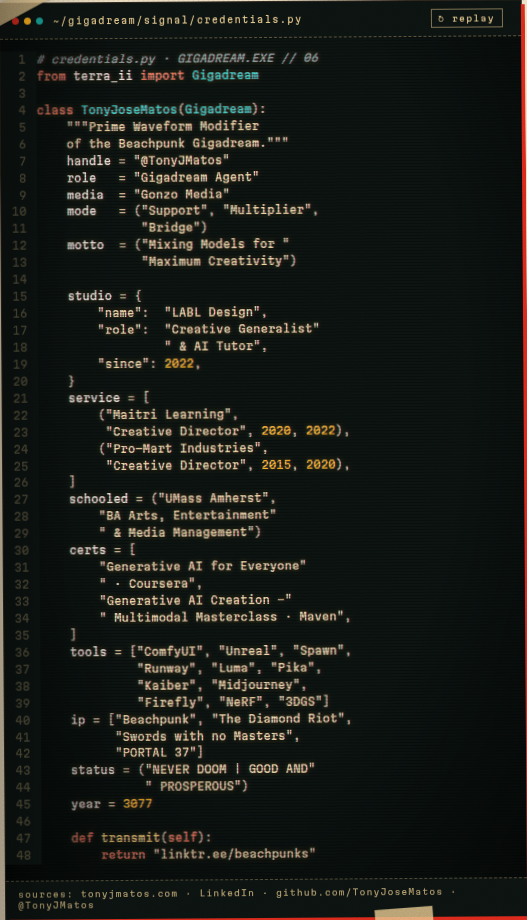 ~/gigadream/signal/credentials.py
↻ replay
1 # credentials.py · GIGADREAM.EXE // 06
2 from terra_ii import Gigadream
3
4 class TonyJoseMatos(Gigadream):
5     """Prime Waveform Modifier
6     of the Beachpunk Gigadream."""
7     handle = "@TonyJMatos"
8     role   = "Gigadream Agent"
9     media  = "Gonzo Media"
10     mode   = ("Support", "Multiplier",
11               "Bridge")
12     motto  = ("Mixing Models for "
13               "Maximum Creativity")
14
15     studio = {
16         "name":  "LABL Design",
17         "role":  "Creative Generalist"
18                  " & AI Tutor",
19         "since": 2022,
20     }
21     service = [
22         ("Maitri Learning",
23          "Creative Director", 2020, 2022),
24         ("Pro-Mart Industries",
25          "Creative Director", 2015, 2020),
26     ]
27     schooled = ("UMass Amherst",
28         "BA Arts, Entertainment"
29         " & Media Management")
30     certs = [
31         "Generative AI for Everyone"
32         " · Coursera",
33         "Generative AI Creation —"
34         " Multimodal Masterclass · Maven",
35     ]
36     tools = ["ComfyUI", "Unreal", "Spawn",
37              "Runway", "Luma", "Pika",
38              "Kaiber", "Midjourney",
39              "Firefly", "NeRF", "3DGS"]
40     ip = ["Beachpunk", "The Diamond Riot",
41           "Swords with no Masters",
42           "PORTAL 37"]
43     status = ("NEVER DOOM | GOOD AND"
44               " PROSPEROUS")
45     year = 3077
46
47     def transmit(self):
48         return "linktr.ee/beachpunks"
sources: tonyjmatos.com · LinkedIn · github.com/TonyJoseMatos ·
@TonyJMatos